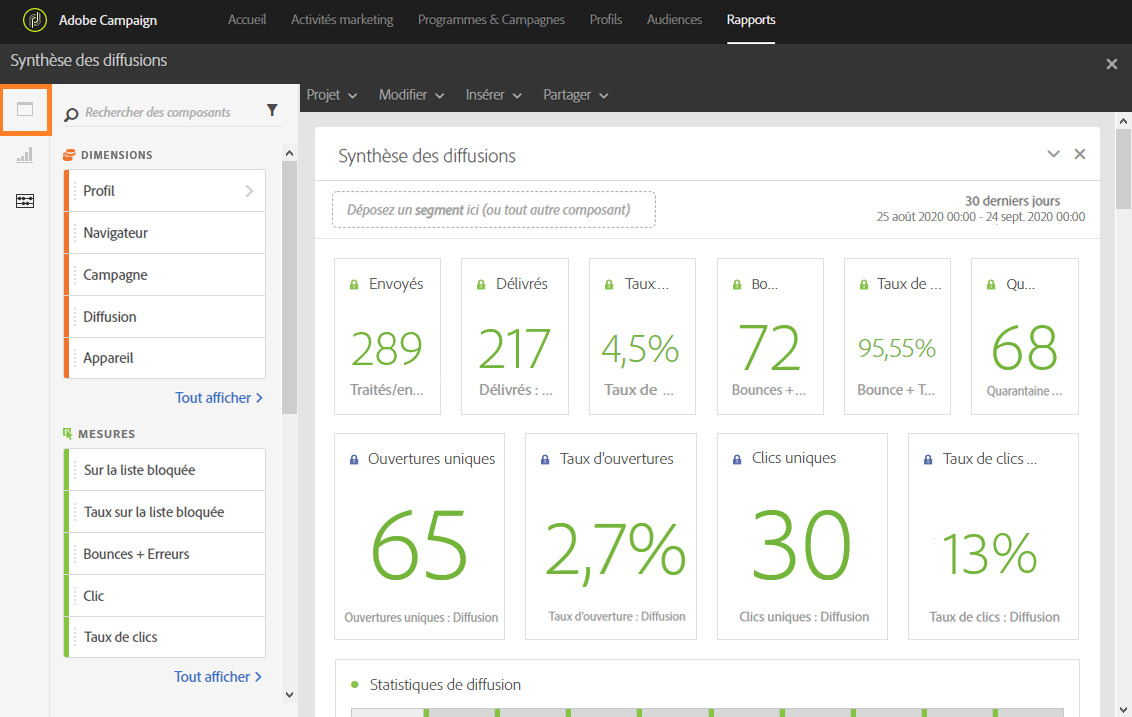 Adobe Campaign
Accueil
Activités marketing
Programmes & Campagnes
Profils
Audiences
Rapports
Synthèse des diffusions
Rechercher des composants
Projet
Modifier
Insérer
Partager
DIMENSIONS
Profil
Navigateur
Campagne
Diffusion
Appareil
Tout afficher
MESURES
Sur la liste bloquée
Taux sur la liste bloquée
Bounces + Erreurs
Clic
Taux de clics
Tout afficher
Synthèse des diffusions
Déposez un segment ici (ou tout autre composant)
30 derniers jours
25 août 2020 00:00 - 24 sept. 2020 00:00
Envoyés
289
Traités/en...
Délivrés
217
Délivrés : ...
Taux...
4,5%
Taux de ...
Bo...
72
Bounces +...
Taux de ...
95,55%
Bounce + T...
Qu...
68
Quarantaine ...
Ouvertures uniques
65
Ouvertures uniques : Diffusion
Taux d'ouvertures
2,7%
Taux d'ouverture : Diffusion
Clics uniques
30
Clics uniques : Diffusion
Taux de clics ...
13%
Taux de clics : Diffusion
Statistiques de diffusion